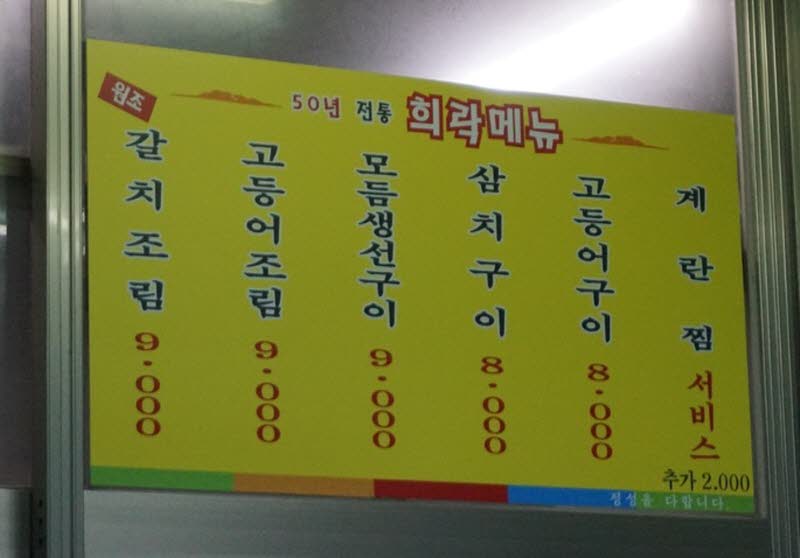 원조
50년 전통 희락메뉴
갈치조림 9.000
고등어조림 9.000
모듬생선구이 9.000
삼치구이 8.000
고등어구이 8.000
계란찜 서비스
추가 2.000
정성을 다합니다.